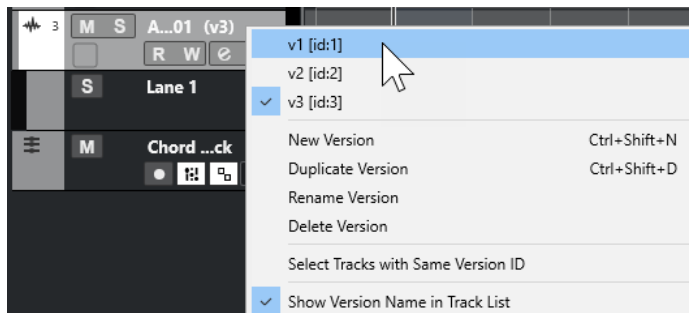 3 M S A...01 (v3)
R W e
S Lane 1
M Chord ...ck
v1 [id:1]
v2 [id:2]
v3 [id:3]
New Version Ctrl+Shift+N
Duplicate Version Ctrl+Shift+D
Rename Version
Delete Version
Select Tracks with Same Version ID
Show Version Name in Track List